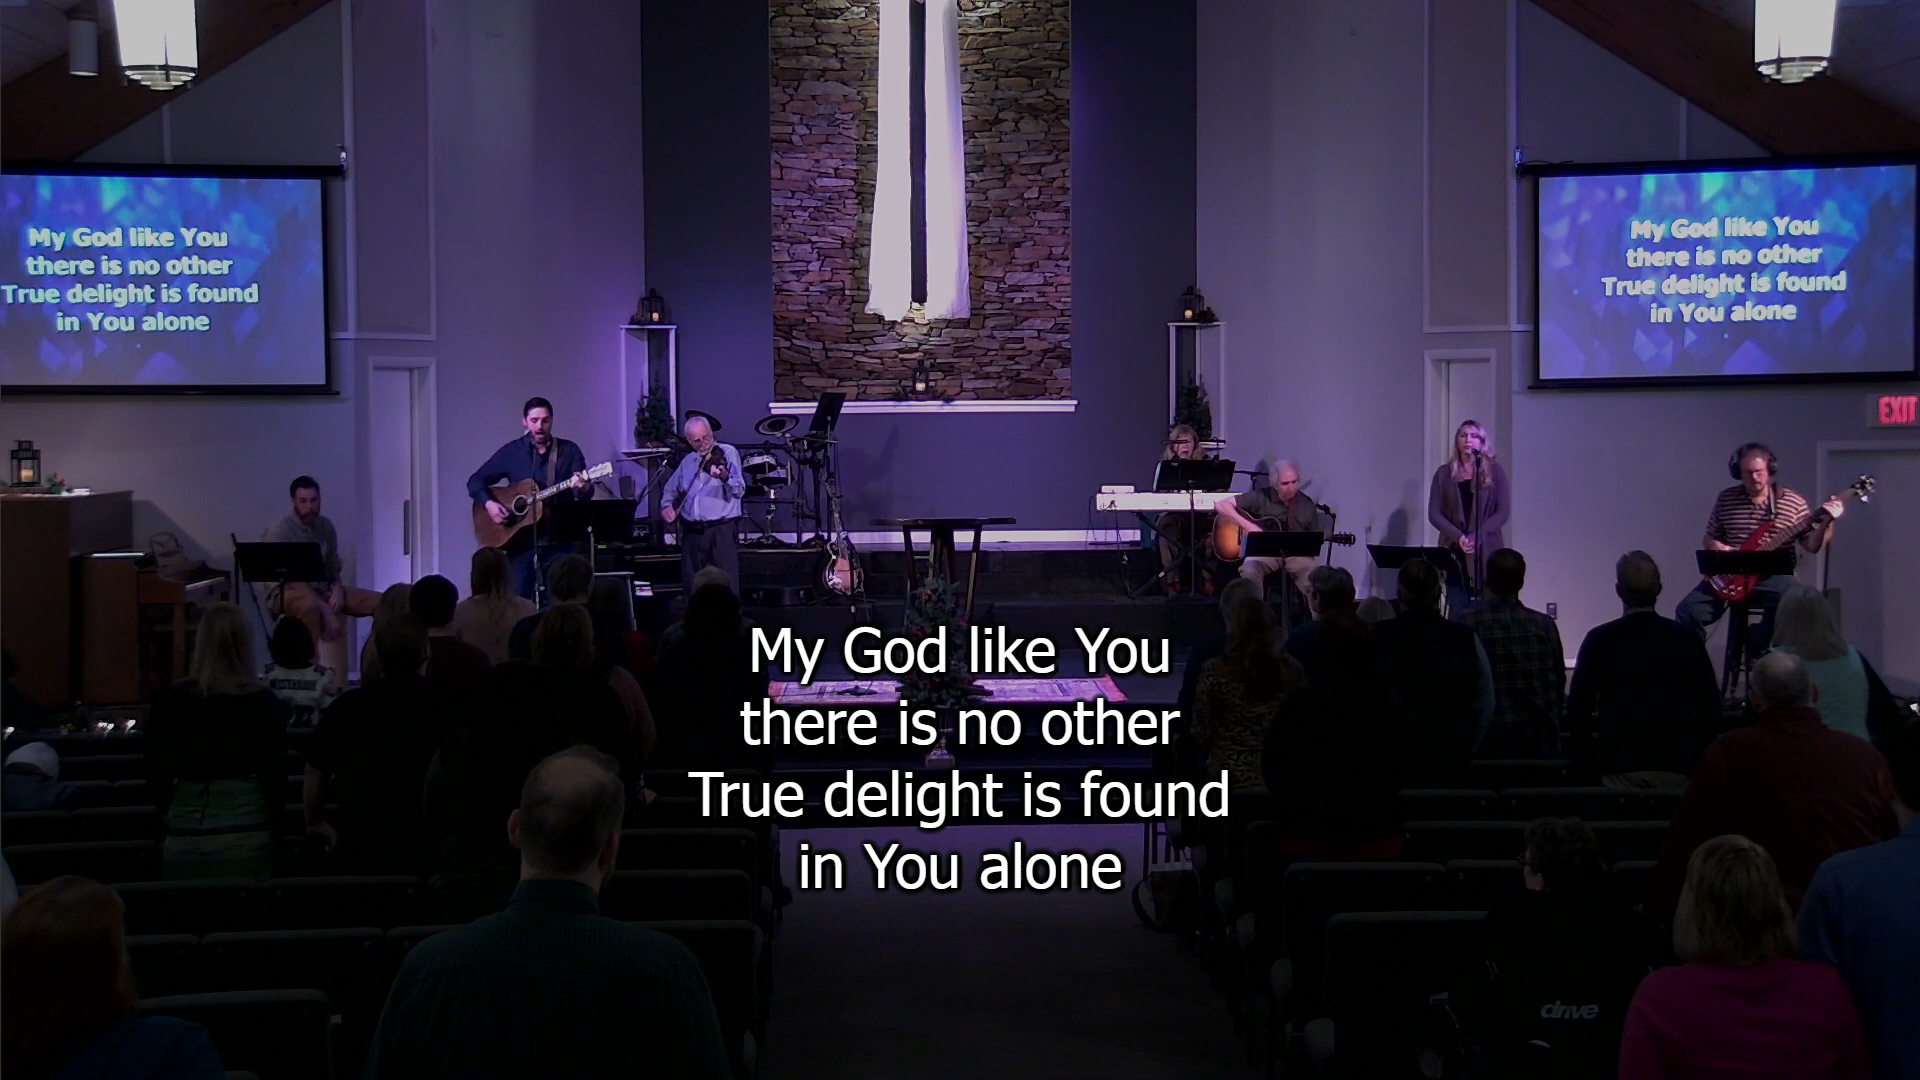 My God like You
there is no other
True delight is found
in You alone
My God like You
there is no other
True delight is found
in You alone
EXIT
My God like You
there is no other
True delight is found
in You alone
drive